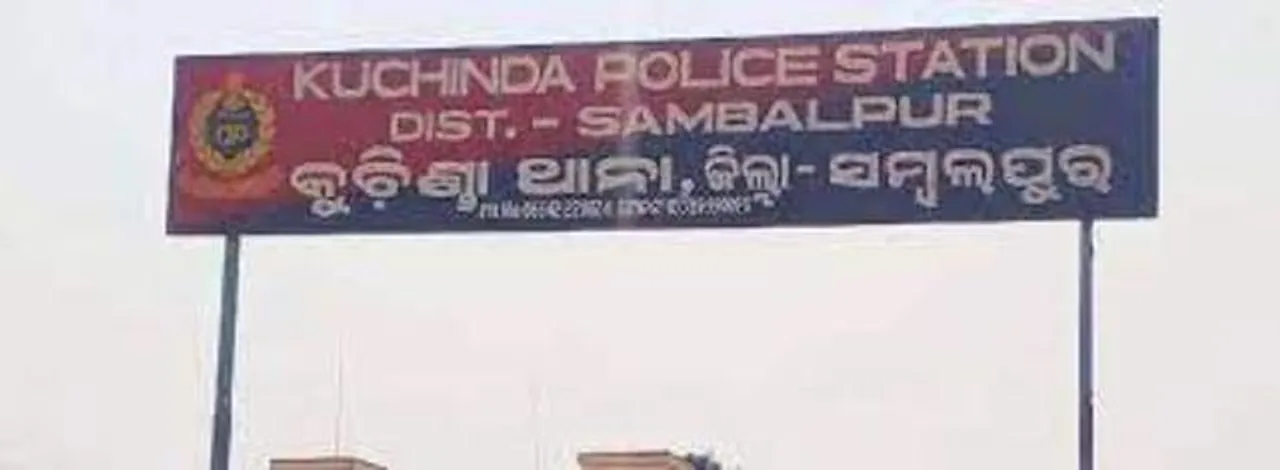 KUCHINDA POLICE STATION
DIST. - SAMBALPUR
କୁଚିଣ୍ଡା ଥାନା, ଜିଲ୍ଲା - ସମ୍ବଲପୁର